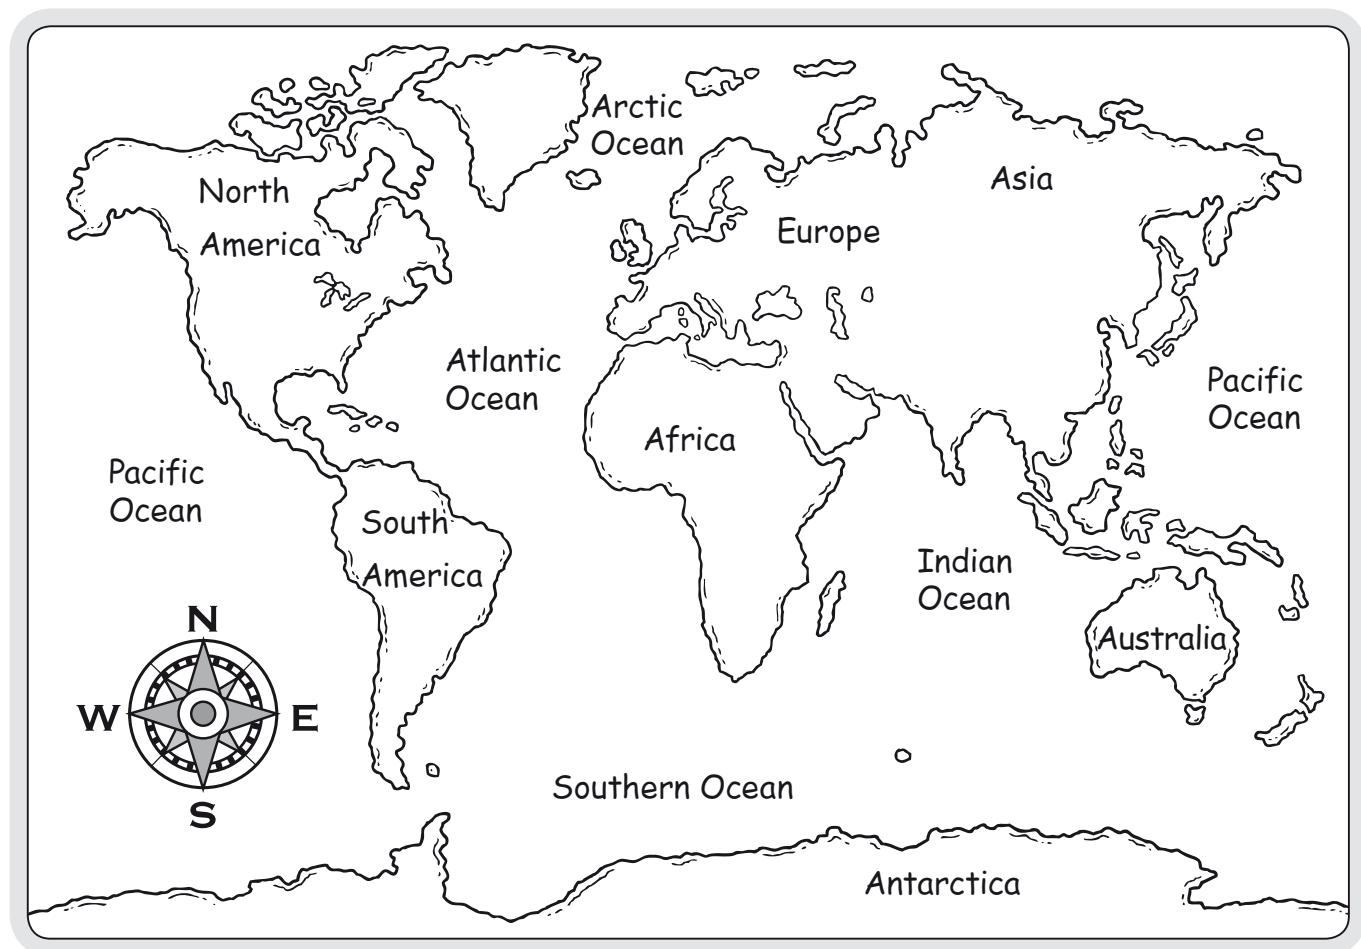 Arctic
Ocean
North
America
Asia
Europe
Atlantic
Ocean
Pacific
Ocean
Africa
Pacific
Ocean
South
America
Indian
Ocean
Australia
N
W
E
S
Southern Ocean
Antarctica